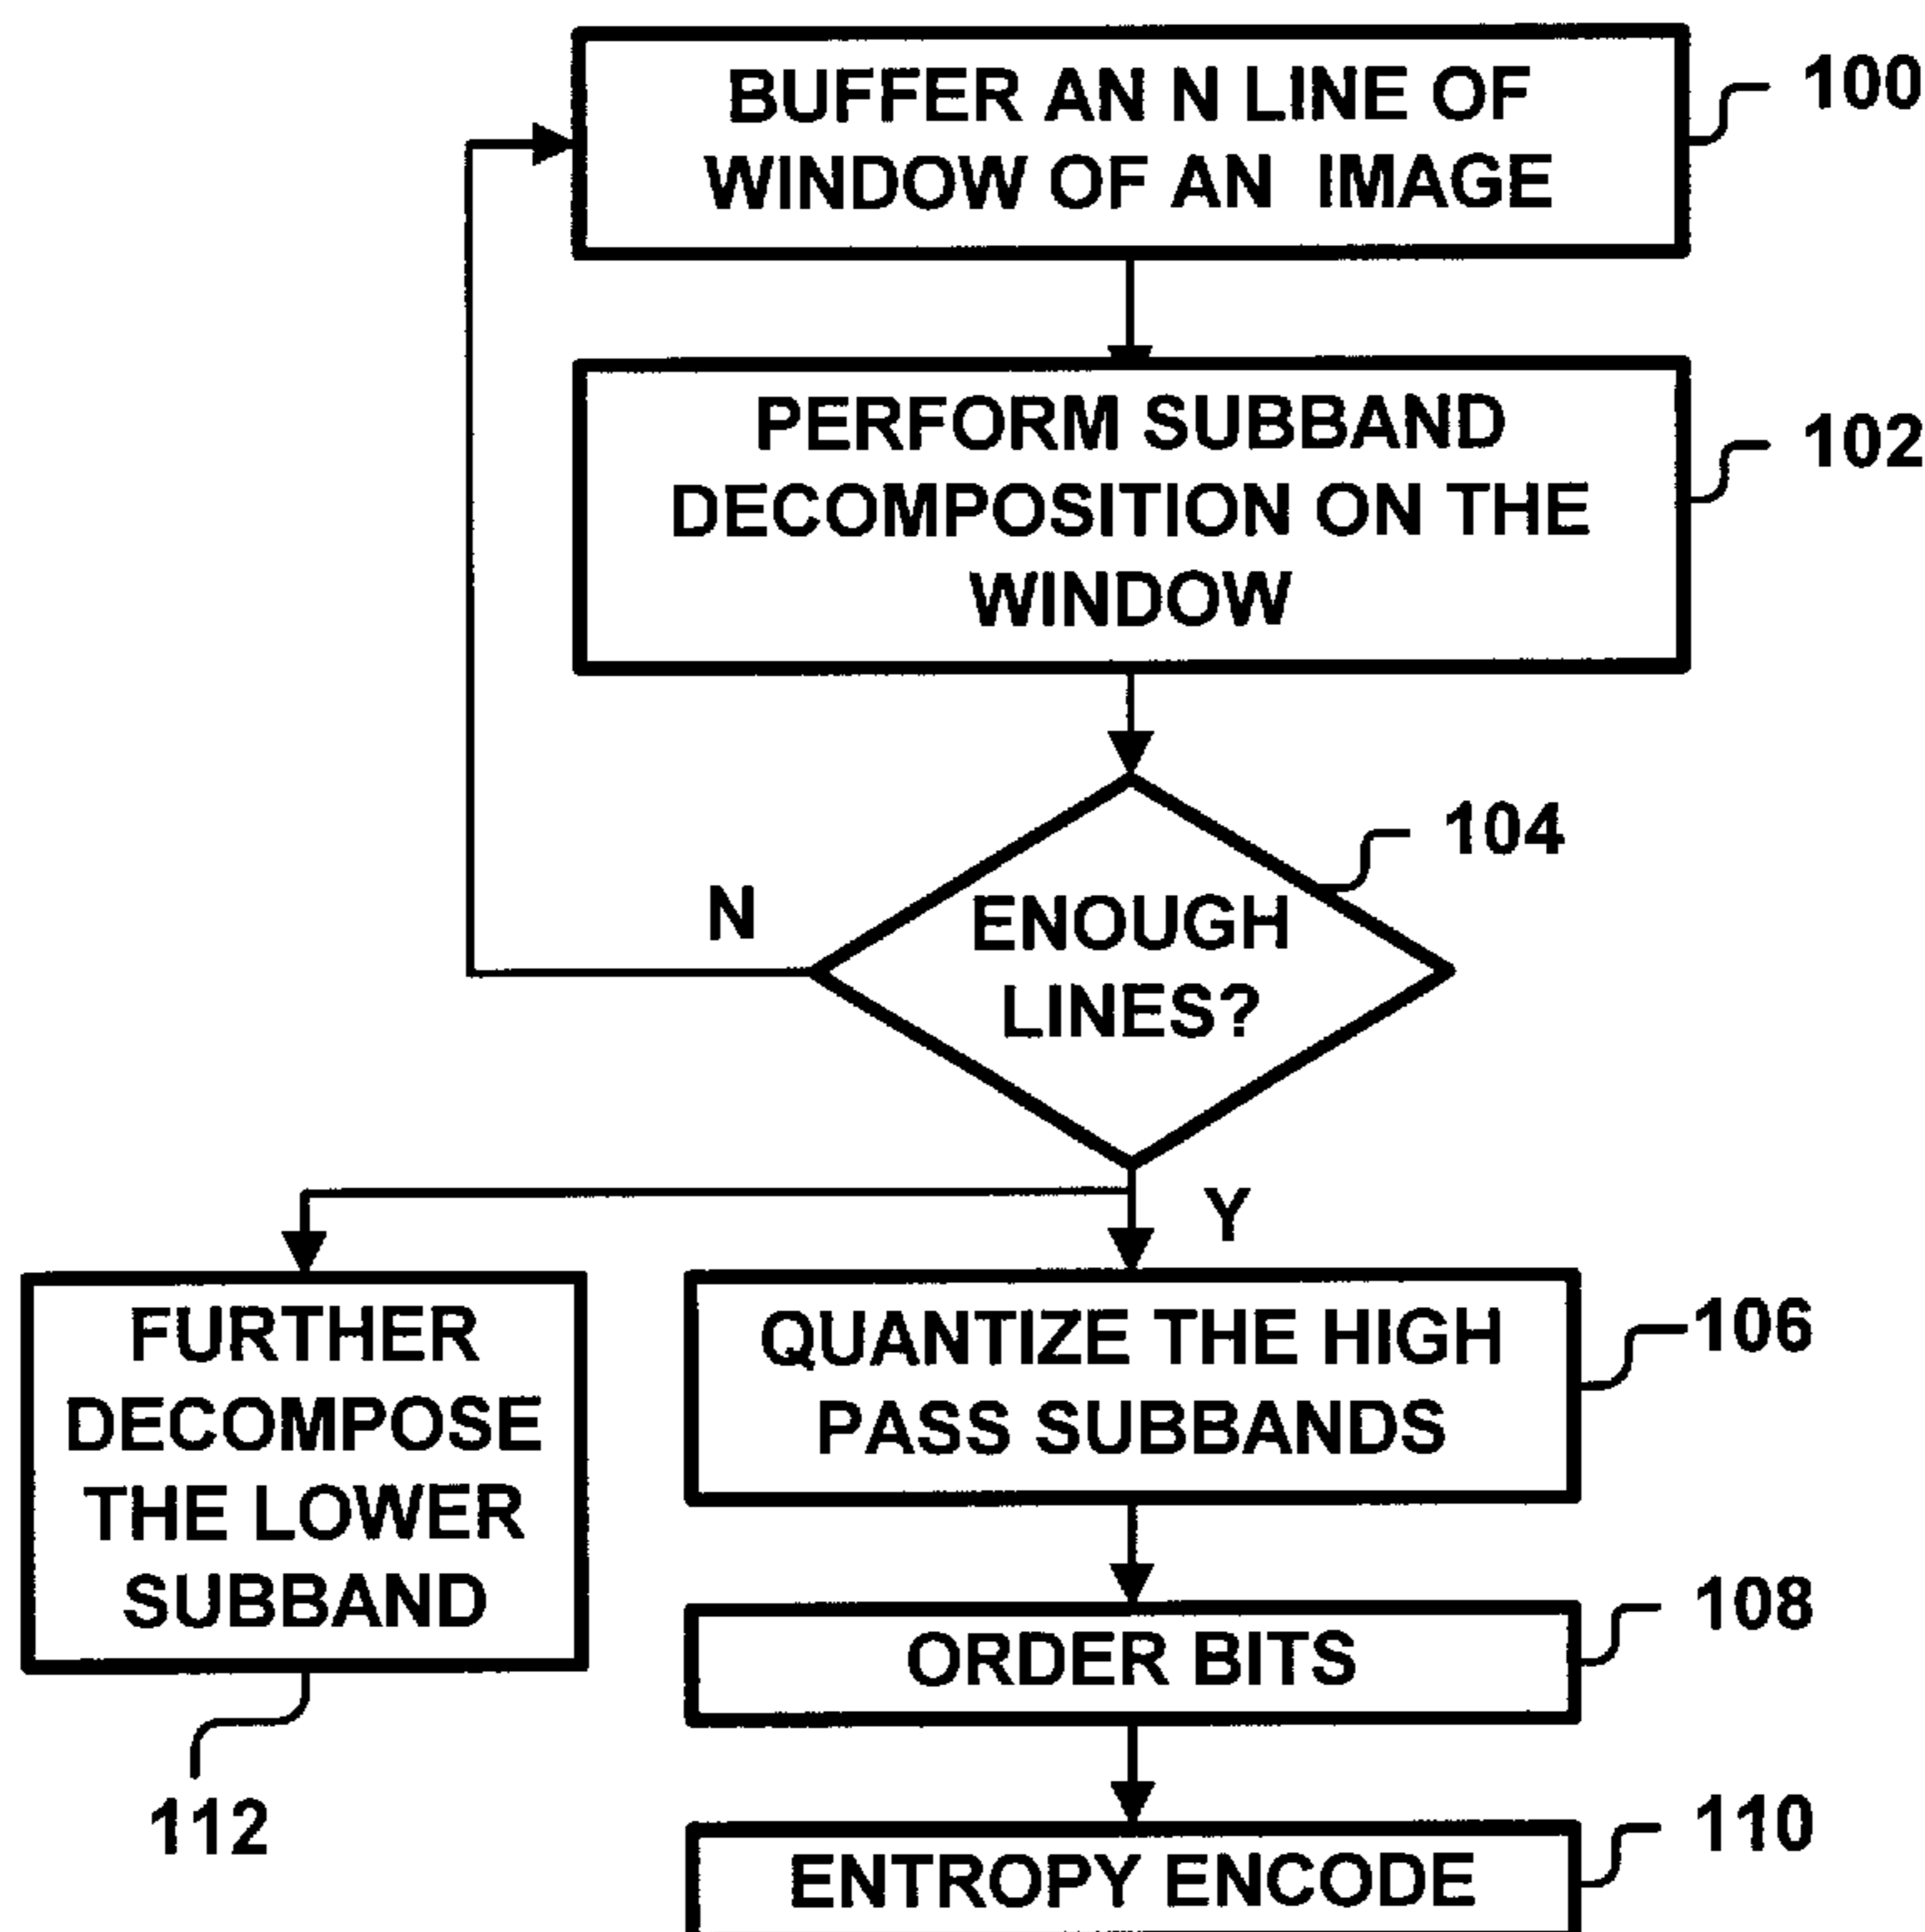 BUFFER AN N LINE OF
WINDOW OF AN IMAGE
100
PERFORM SUBBAND
DECOMPOSITION ON THE
WINDOW
102
104
N
ENOUGH
LINES?
Y
FURTHER
DECOMPOSE
THE LOWER
SUBBAND
112
QUANTIZE THE HIGH
PASS SUBBANDS
106
ORDER BITS
108
ENTROPY ENCODE
110